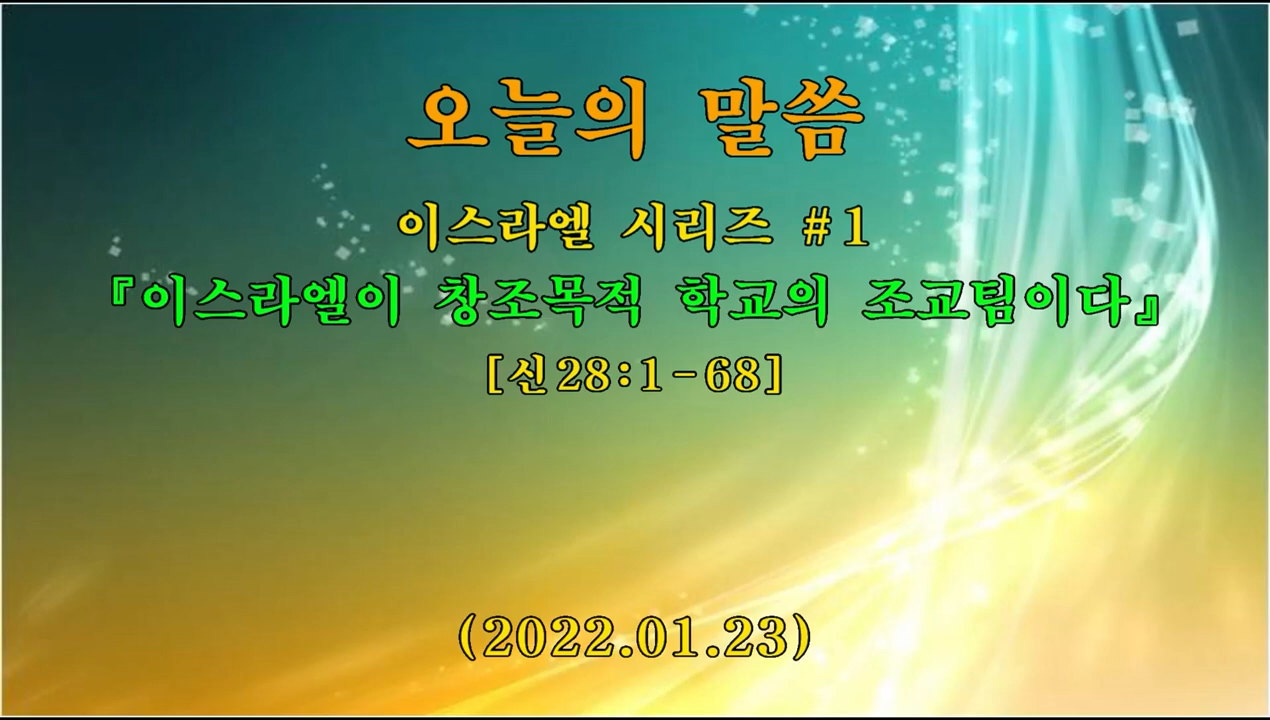 오늘의 말씀
이스라엘 시리즈 #1
『이스라엘이 창조목적 학교의 조교팀이다』
[신28:1-68]
(2022.01.23)